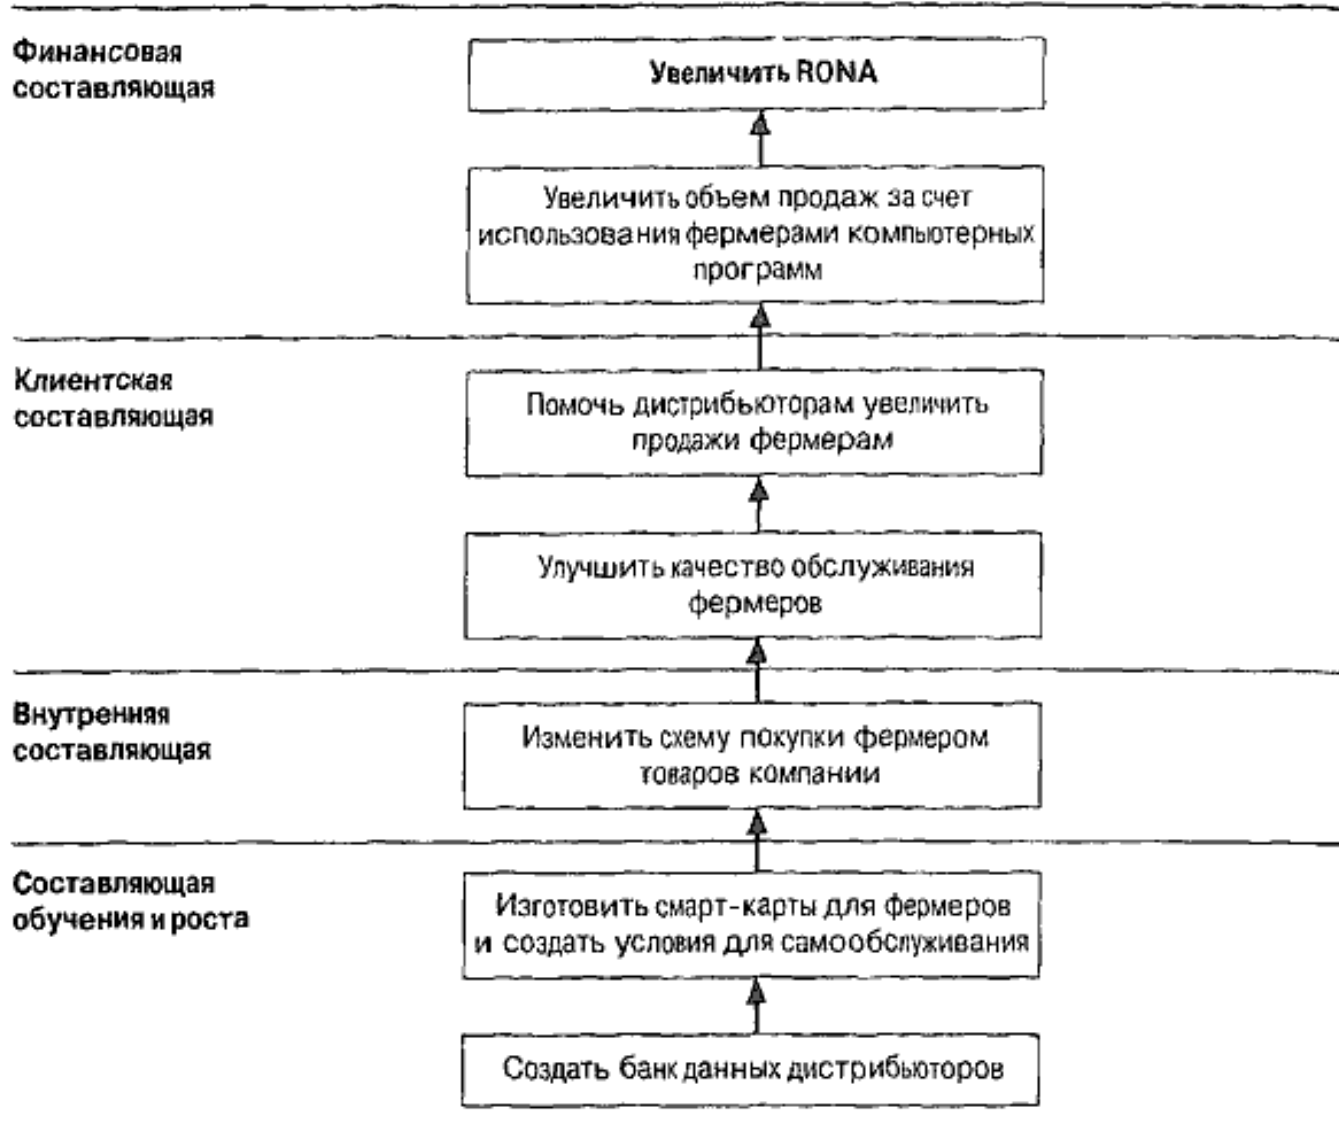 Финансовая
составляющая
Увеличить RONA
Увеличить объем продаж за счет
использования фермерами компьютерных
программ
Клиентская
составляющая
Помочь дистрибьюторам увеличить
продажи фермерам
Улучшить качество обслуживания
фермеров
Внутренняя
составляющая
Изменить схему покупки фермером
товаров компании
Составляющая
обучения и роста
Изготовить смарт-карты для фермеров
и создать условия для самообслуживания
Создать банк данных дистрибьюторов